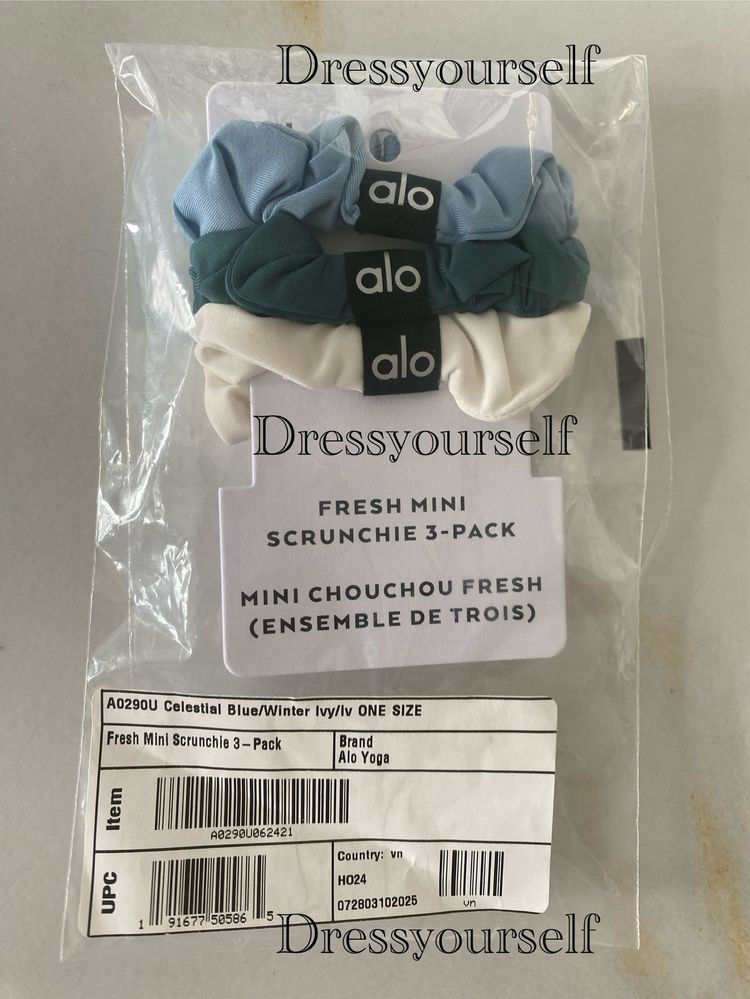 Dressyourself
alo
alo
alo
Dressyourself
FRESH MINI
SCRUNCHIE 3-PACK
MINI CHOUCHOU FRESH
(ENSEMBLE DE TROIS)
A0290U Celestial Blue/Winter Ivy/Iv ONE SIZE
Fresh Mini Scrunchie 3-Pack
Brand
Alo Yoga
Item
A0290U062421
UPC
1 91677 50586 5
Country: vn
HO24
072803102025
vn
Dressyourself